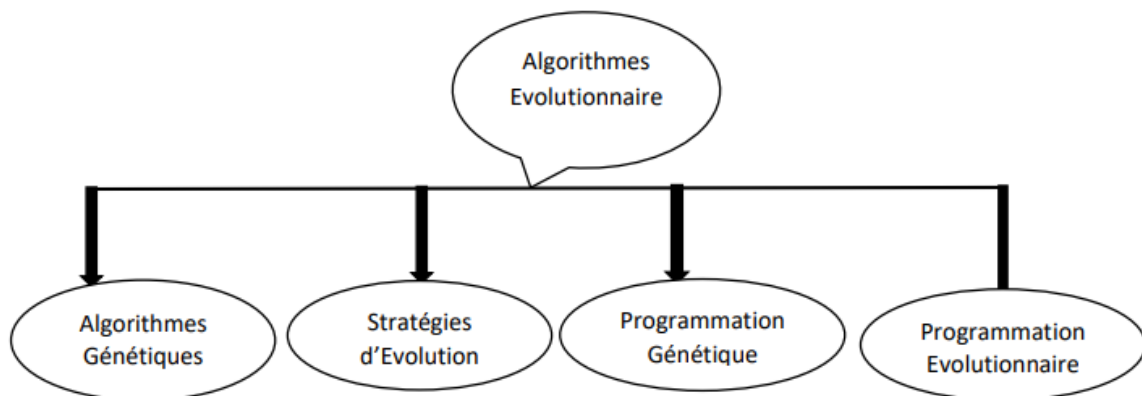 Algorithmes
Evolutionnaire
Algorithmes
Génétiques
Stratégies
d’Evolution
Programmation
Génétique
Programmation
Evolutionnaire